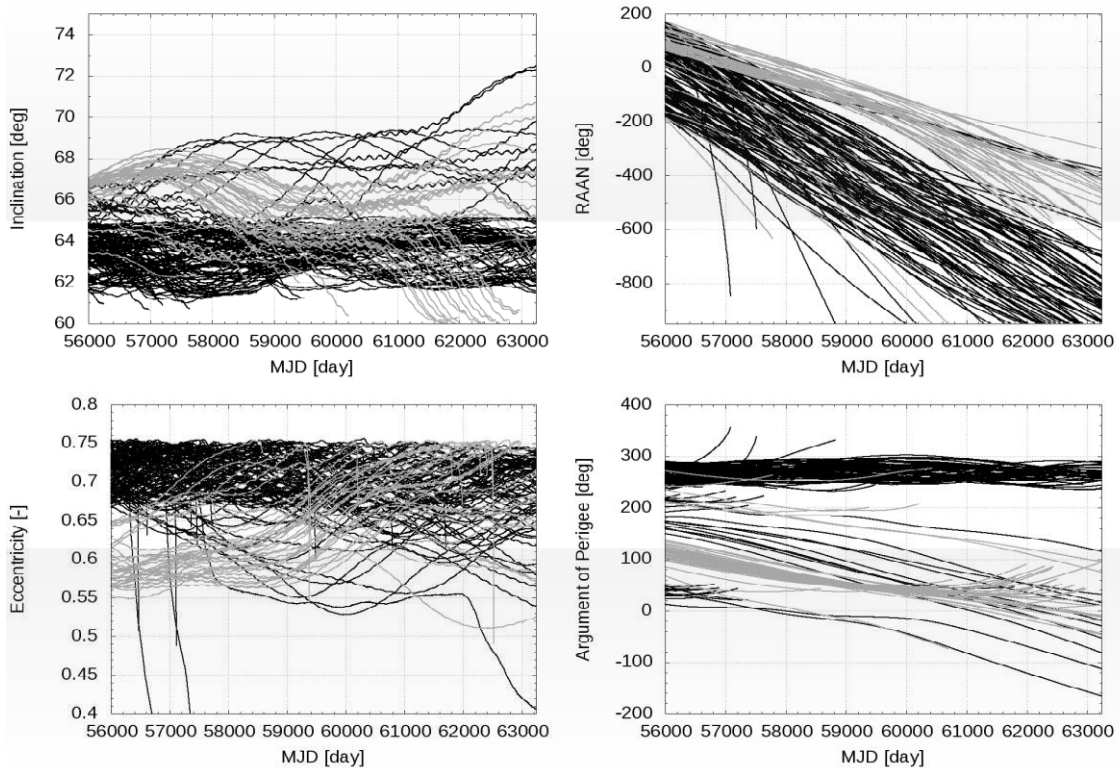 75
74
72
70
68
66
64
62
60
Inclination [deg]
56000 57000 58000 59000 60000 61000 62000 63000
MJD [day]
200
0
-200
-400
-600
-800
RAAN [deg]
56000 57000 58000 59000 60000 61000 62000 63000
MJD [day]
0.8
0.75
0.7
0.65
0.6
0.55
0.5
0.45
0.4
Eccentricity [-]
56000 57000 58000 59000 60000 61000 62000 63000
MJD [day]
400
300
200
100
0
-100
-200
Argument of Perigee [deg]
56000 57000 58000 59000 60000 61000 62000 63000
MJD [day]